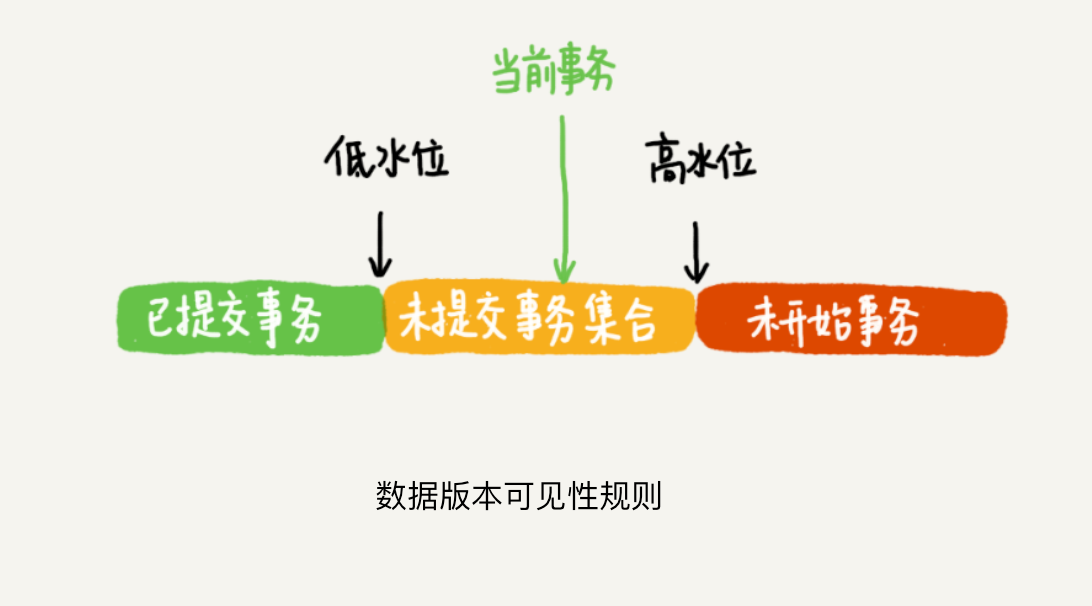 当前事务
低水位
高水位
已提交事务
未提交事务集合
未开始事务
数据版本可见性规则